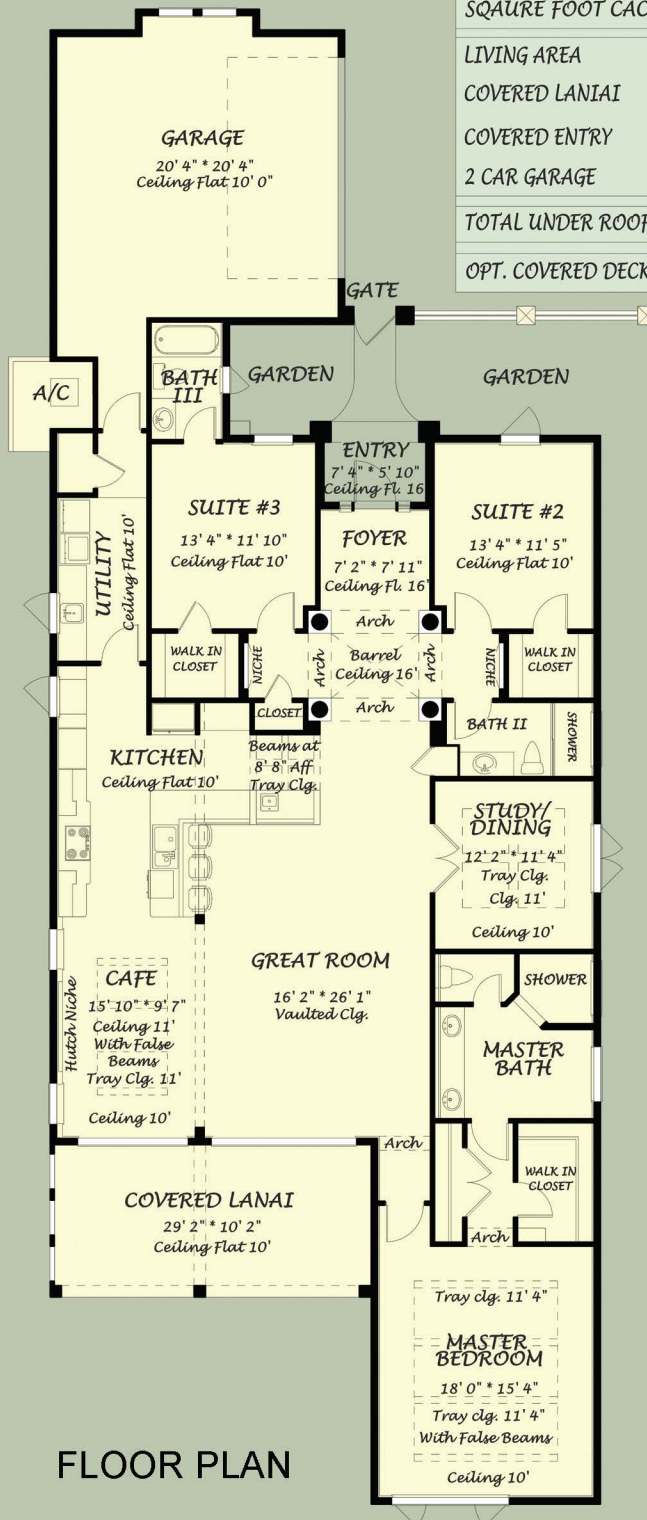 SQAURE FOOT CAC
LIVING AREA
COVERED LANIAI
COVERED ENTRY
2 CAR GARAGE
TOTAL UNDER ROOF
OPT. COVERED DECK
GARAGE
20' 4" * 20' 4"
Ceiling Flat 10' 0"
GATE
A/C
BATH
III
GARDEN
GARDEN
ENTRY
7' 4" * 5' 10"
Ceiling Fl. 16
SUITE #3
13' 4" * 11' 10"
Ceiling Flat 10'
FOYER
7' 2" * 7' 11"
Ceiling Fl. 16'
SUITE #2
13' 4" * 11' 5"
Ceiling Flat 10'
UTILITY
Ceiling Flat 10'
Arch
Arch
Barrel
Ceiling 16'
Arch
Arch
WALK IN
CLOSET
NICHE
NICHE
WALK IN
CLOSET
CLOSET
BATH II
SHOWER
KITCHEN
Ceiling Flat 10'
Beams at
8' 8" Aff
Tray Clg.
STUDY/
DINING
12' 2" * 11' 4"
Tray Clg.
Clg. 11'
Ceiling 10'
GREAT ROOM
16' 2" * 26' 1"
Vaulted Clg.
CAFE
15' 10" * 9' 7"
Ceiling 11'
With False
Beams
Tray Clg. 11'
Ceiling 10'
Hutch Niche
SHOWER
MASTER
BATH
Arch
WALK IN
CLOSET
Arch
COVERED LANAI
29' 2" * 10' 2"
Ceiling Flat 10'
Tray clg. 11' 4"
MASTER
BEDROOM
18' 0" * 15' 4"
Tray clg. 11' 4"
With False Beams
Ceiling 10'
FLOOR PLAN